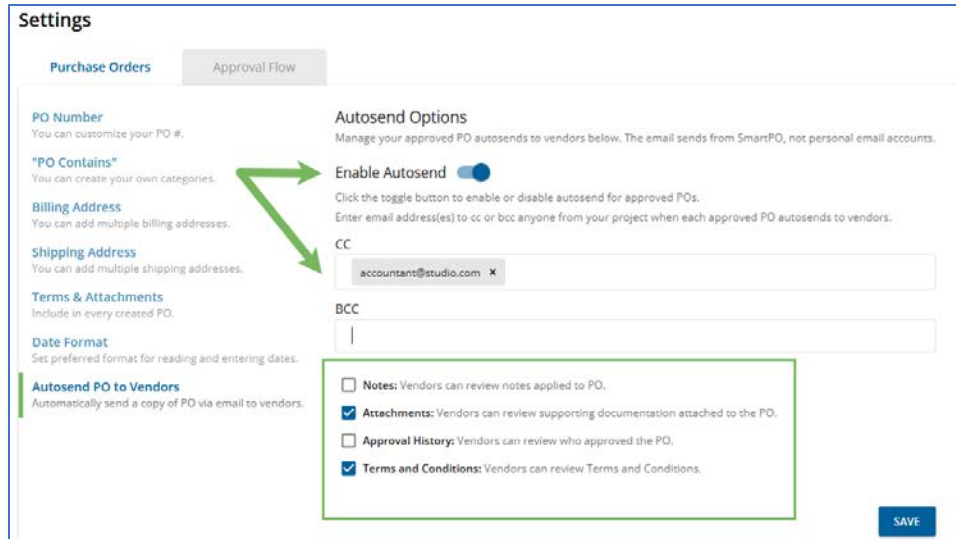 Settings
Purchase Orders
Approval Flow
PO Number
You can customize your PO #.
"PO Contains"
You can create your own categories.
Billing Address
You can add multiple billing addresses.
Shipping Address
You can add multiple shipping addresses.
Terms & Attachments
Include in every created PO.
Date Format
Set preferred format for reading and entering dates.
Autosend PO to Vendors
Automatically send a copy of PO via email to vendors.
Autosend Options
Manage your approved PO autosends to vendors below. The email sends from SmartPO, not personal email accounts.
Enable Autosend
Click the toggle button to enable or disable autosend for approved POs.
Enter email address(es) to cc or bcc anyone from your project when each approved PO autosends to vendors.
CC
accountant@studio.com ×
BCC
Notes: Vendors can review notes applied to PO.
Attachments: Vendors can review supporting documentation attached to the PO.
Approval History: Vendors can review who approved the PO.
Terms and Conditions: Vendors can review Terms and Conditions.
SAVE